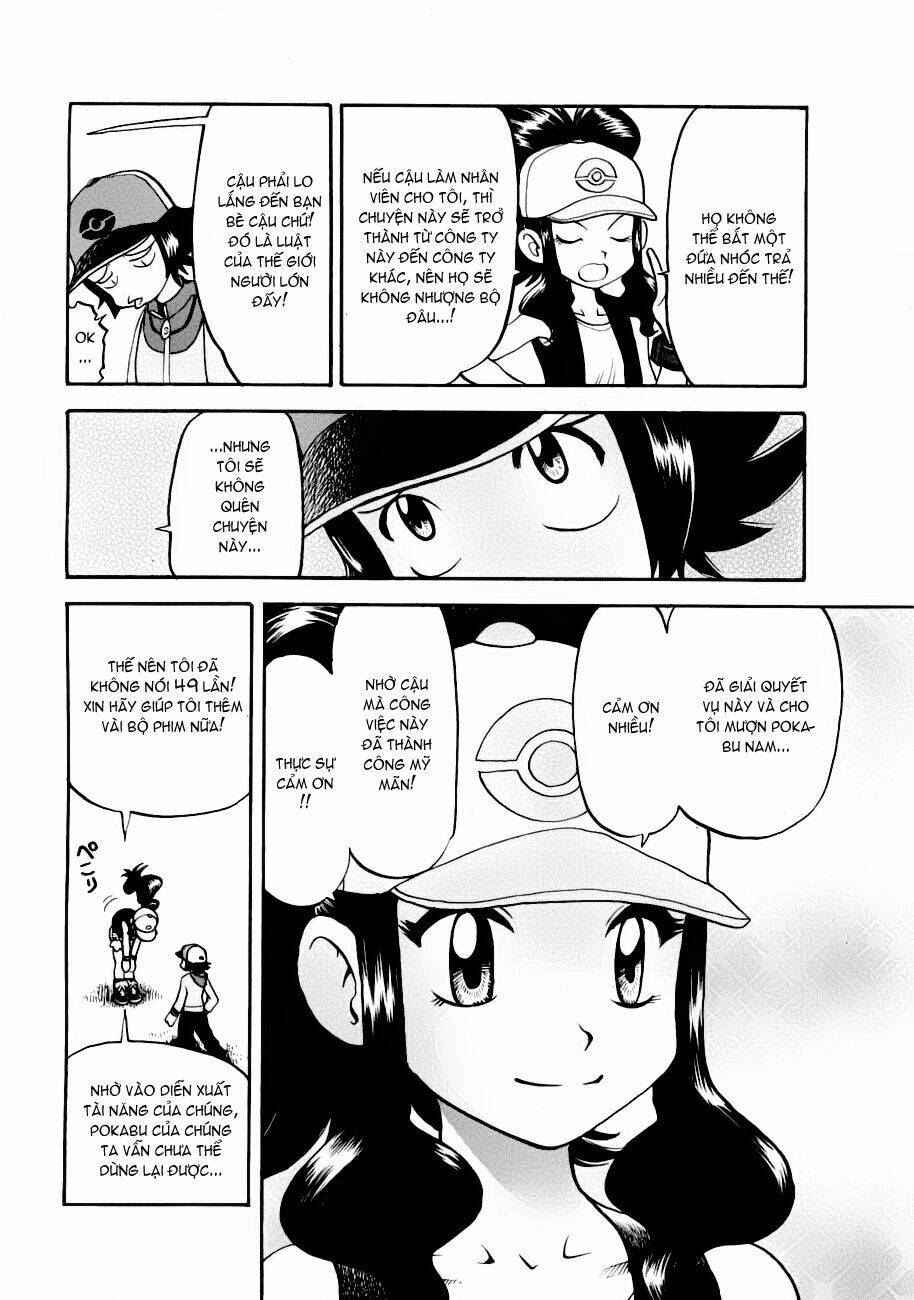 HỌ KHÔNG
THỂ BẮT MỘT
ĐỨA NHÓC TRẢ
NHIỀU ĐẾN THẾ!
NẾU CẬU LÀM NHÂN
VIÊN CHO TÔI, THÌ
CHUYỆN NÀY SẼ TRỞ
THÀNH TỪ CÔNG TY
NÀY ĐẾN CÔNG TY
KHÁC, NÊN HỌ SẼ
KHÔNG NHƯỢNG BỘ
ĐÂU...!
CẬU PHẢI LO
LẮNG ĐẾN BẠN
BÈ CẬU CHỨ!
ĐÓ LÀ LUẬT
CỦA THẾ GIỚI
NGƯỜI LỚN
ĐẤY!
OK
...
...NHƯNG
TÔI SẼ
KHÔNG
QUÊN
CHUYỆN
NÀY...
ĐÃ GIẢI QUYẾT
VỤ NÀY VÀ CHO
TÔI MƯỢN POKA-
BU NAM...
CẢM ƠN
NHIỀU!
NHỜ CẬU
MÀ CÔNG
VIỆC NÀY
ĐÃ THÀNH
CÔNG MỸ
MÃN!
THỰC SỰ
CẢM ƠN
!!
THẾ NÊN TÔI ĐÃ
KHÔNG NÓI 49 LẦN!
XIN HÃY GIÚP TÔI THÊM
VÀI BỘ PHIM NỮA!
ペこり
NHỜ VÀO DIỄN XUẤT
TÀI NĂNG CỦA CHÚNG,
POKABU CỦA CHÚNG
TA VẪN CHƯA THỂ
DỪNG LẠI ĐƯỢC...